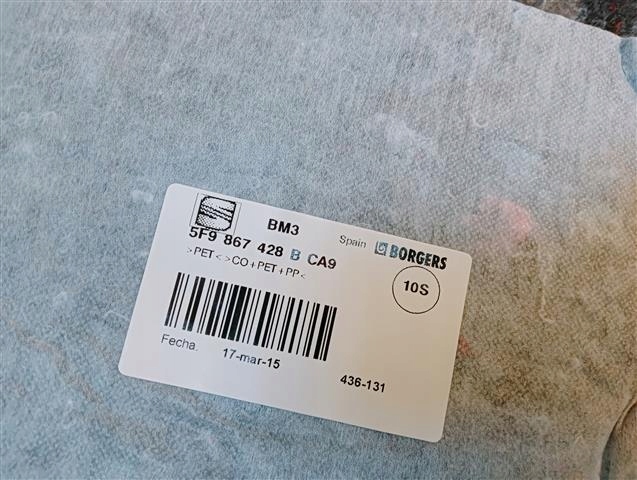 BM3
Spain BORGERS
5F9 867 428 B CA9
>PET< >CO+PET+PP<
10S
Fecha. 17-mar-15
436-131